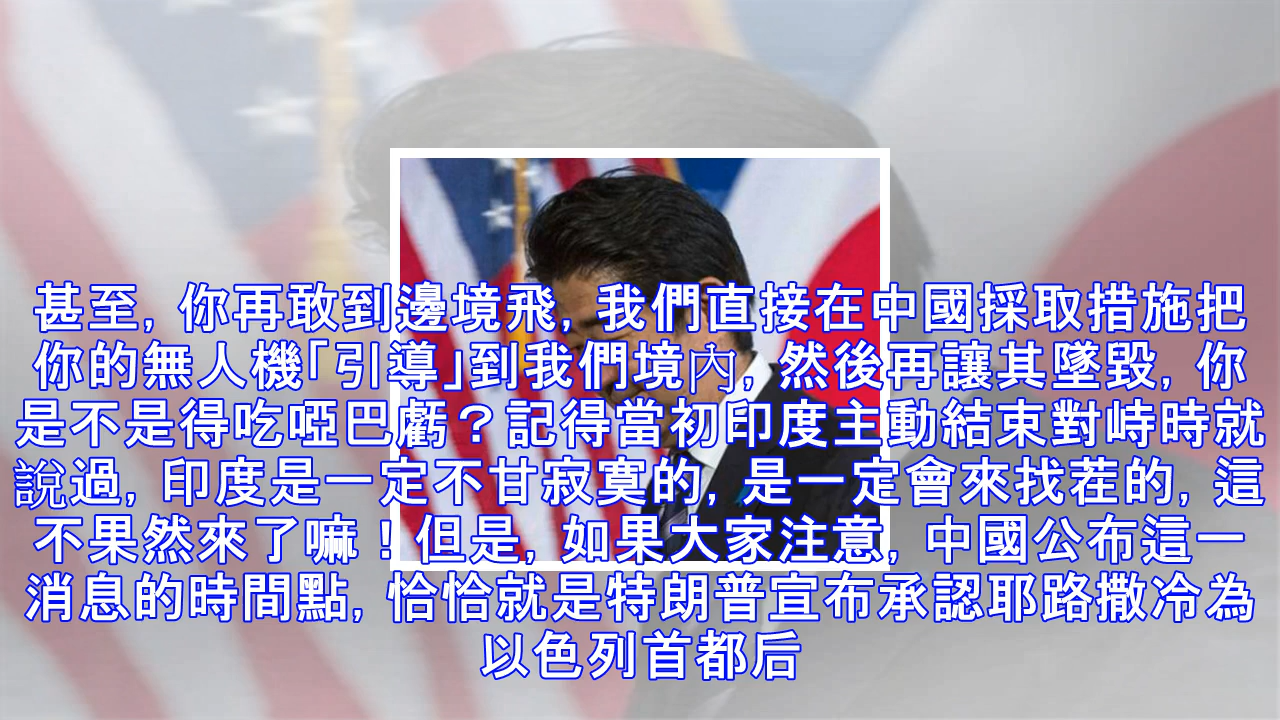 甚至, 你再敢到邊境飛, 我們直接在中國採取措施把
你的無人機「引導」到我們境內, 然後再讓其墜毀, 你
是不是得吃啞巴虧？記得當初印度主動結束對峙時就
說過, 印度是一定不甘寂寞的, 是一定會來找茬的, 這
不果然來了嘛！但是, 如果大家注意, 中國公布這一
消息的時間點, 恰恰就是特朗普宣布承認耶路撒冷為
以色列首都后